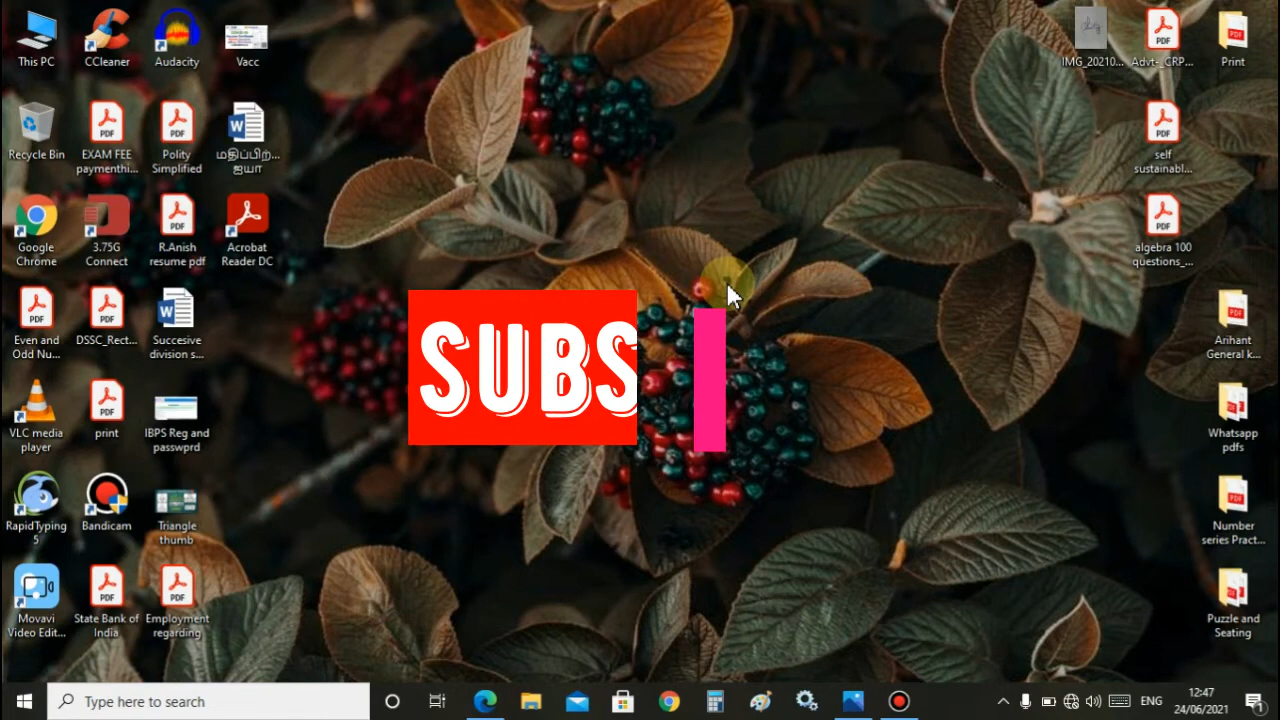 This PC
CCleaner
Audacity
Vacc
IMG_20210...
Advt-_CRP...
Print
Recycle Bin
EXAM FEE
paymenthi...
Polity
Simplified
மதிப்பிற்...
ஐயா
self
sustainabl...
Google
Chrome
3.75G
Connect
R.Anish
resume pdf
Acrobat
Reader DC
algebra 100
questions_...
Even and
Odd Nu...
DSSC_Rect...
Succesive
division s...
SUBS
Arihant
General k...
VLC media
player
print
IBPS Reg and
passwprd
Whatsapp
pdfs
RapidTyping
5
Bandicam
Triangle
thumb
Number
series Pract...
Movavi
Video Edit...
State Bank of
India
Employment
regarding
Puzzle and
Seating
Type here to search
ENG
12:47
24/06/2021
1